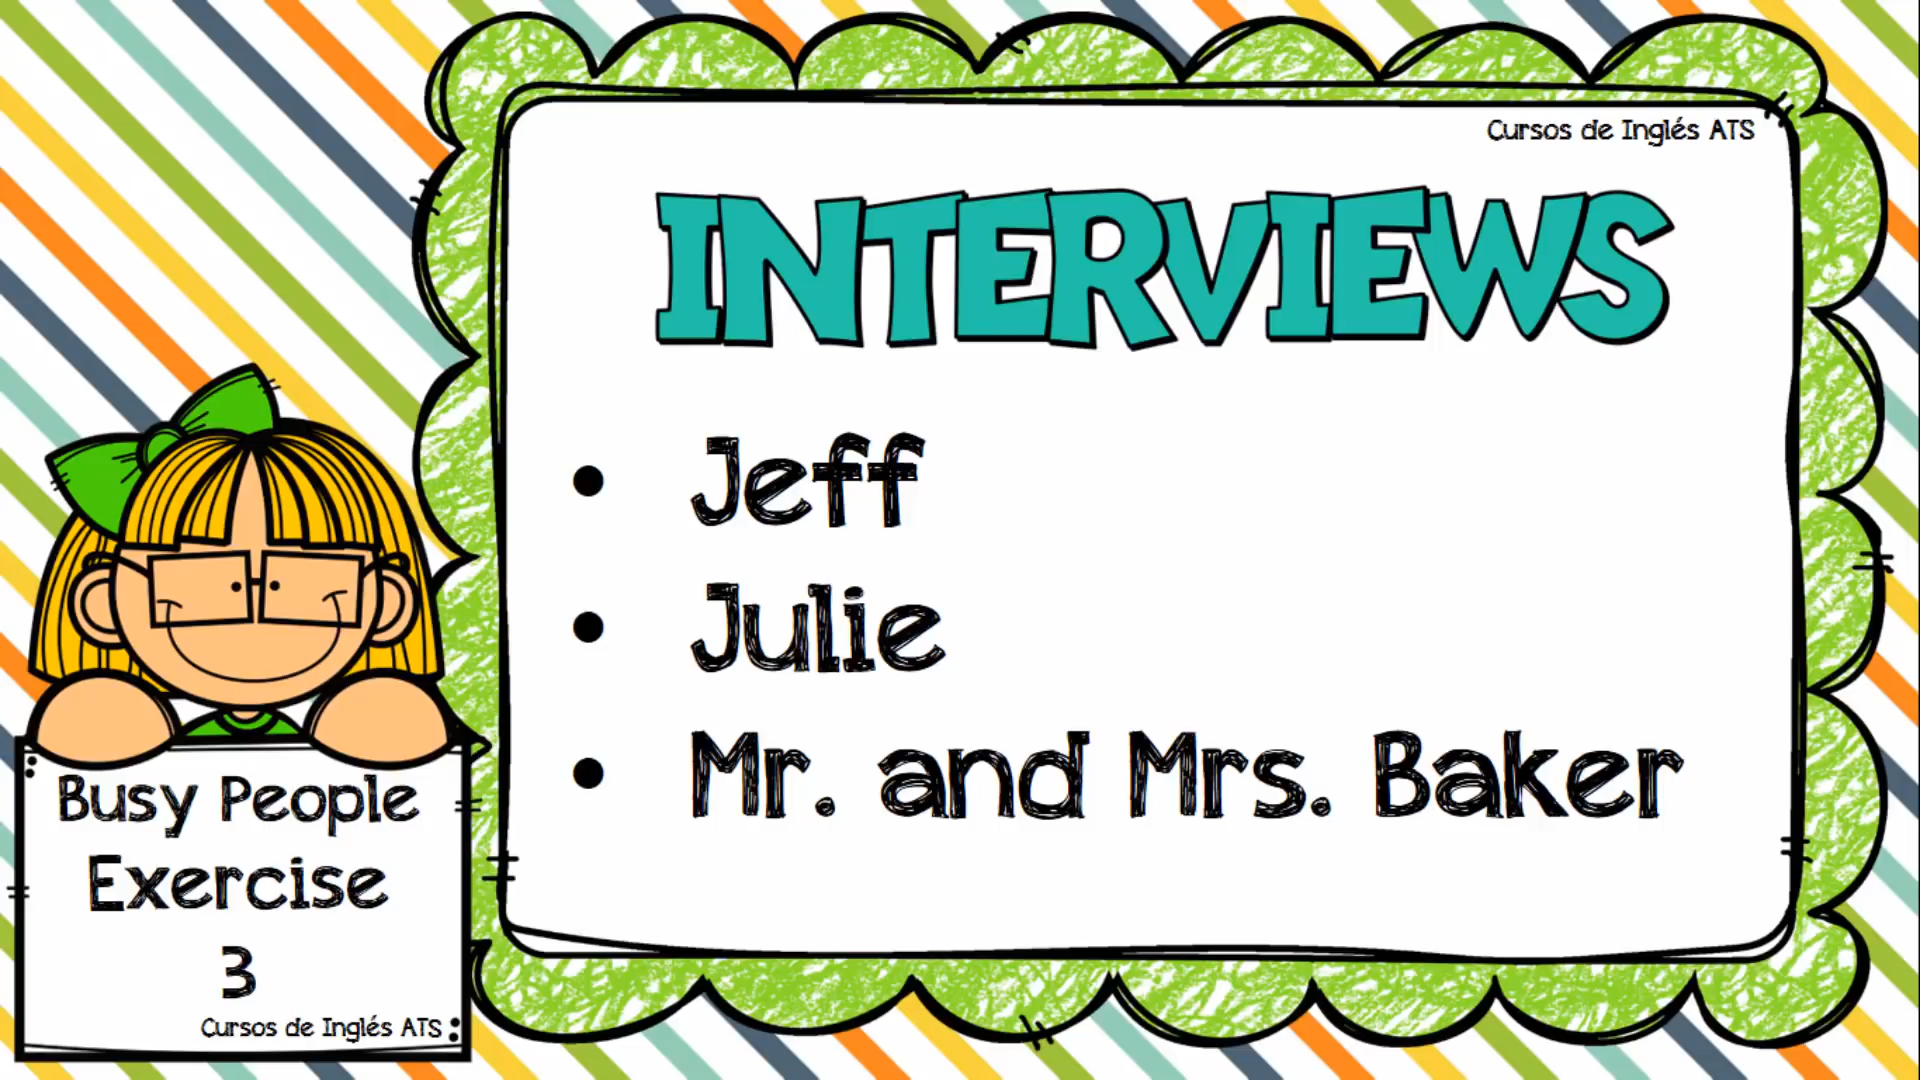 Cursos de Inglés ATS
INTERVIEWS
• Jeff
• Julie
• Mr. and Mrs. Baker
Busy People
Exercise
3
Cursos de Inglés ATS